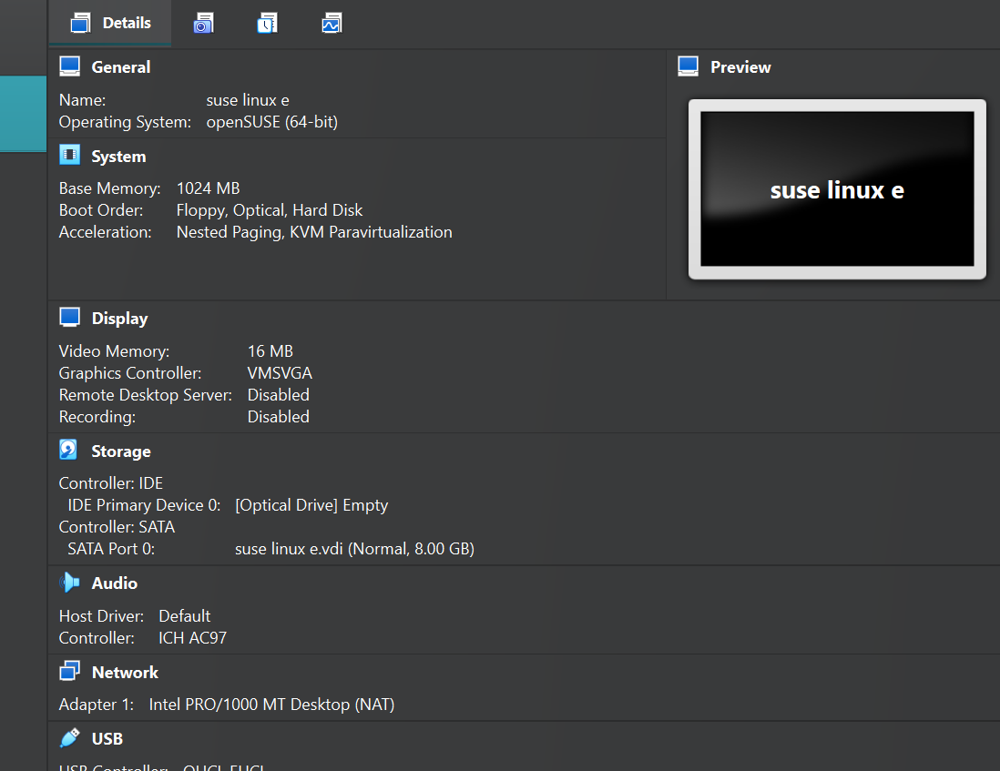 Details
General
Name: suse linux e
Operating System: openSUSE (64-bit)
System
Base Memory: 1024 MB
Boot Order: Floppy, Optical, Hard Disk
Acceleration: Nested Paging, KVM Paravirtualization
Preview
suse linux e
Display
Video Memory: 16 MB
Graphics Controller: VMSVGA
Remote Desktop Server: Disabled
Recording: Disabled
Storage
Controller: IDE
IDE Primary Device 0: [Optical Drive] Empty
Controller: SATA
SATA Port 0: suse linux e.vdi (Normal, 8.00 GB)
Audio
Host Driver: Default
Controller: ICH AC97
Network
Adapter 1: Intel PRO/1000 MT Desktop (NAT)
USB
USB Controller: OHCI, EHCI